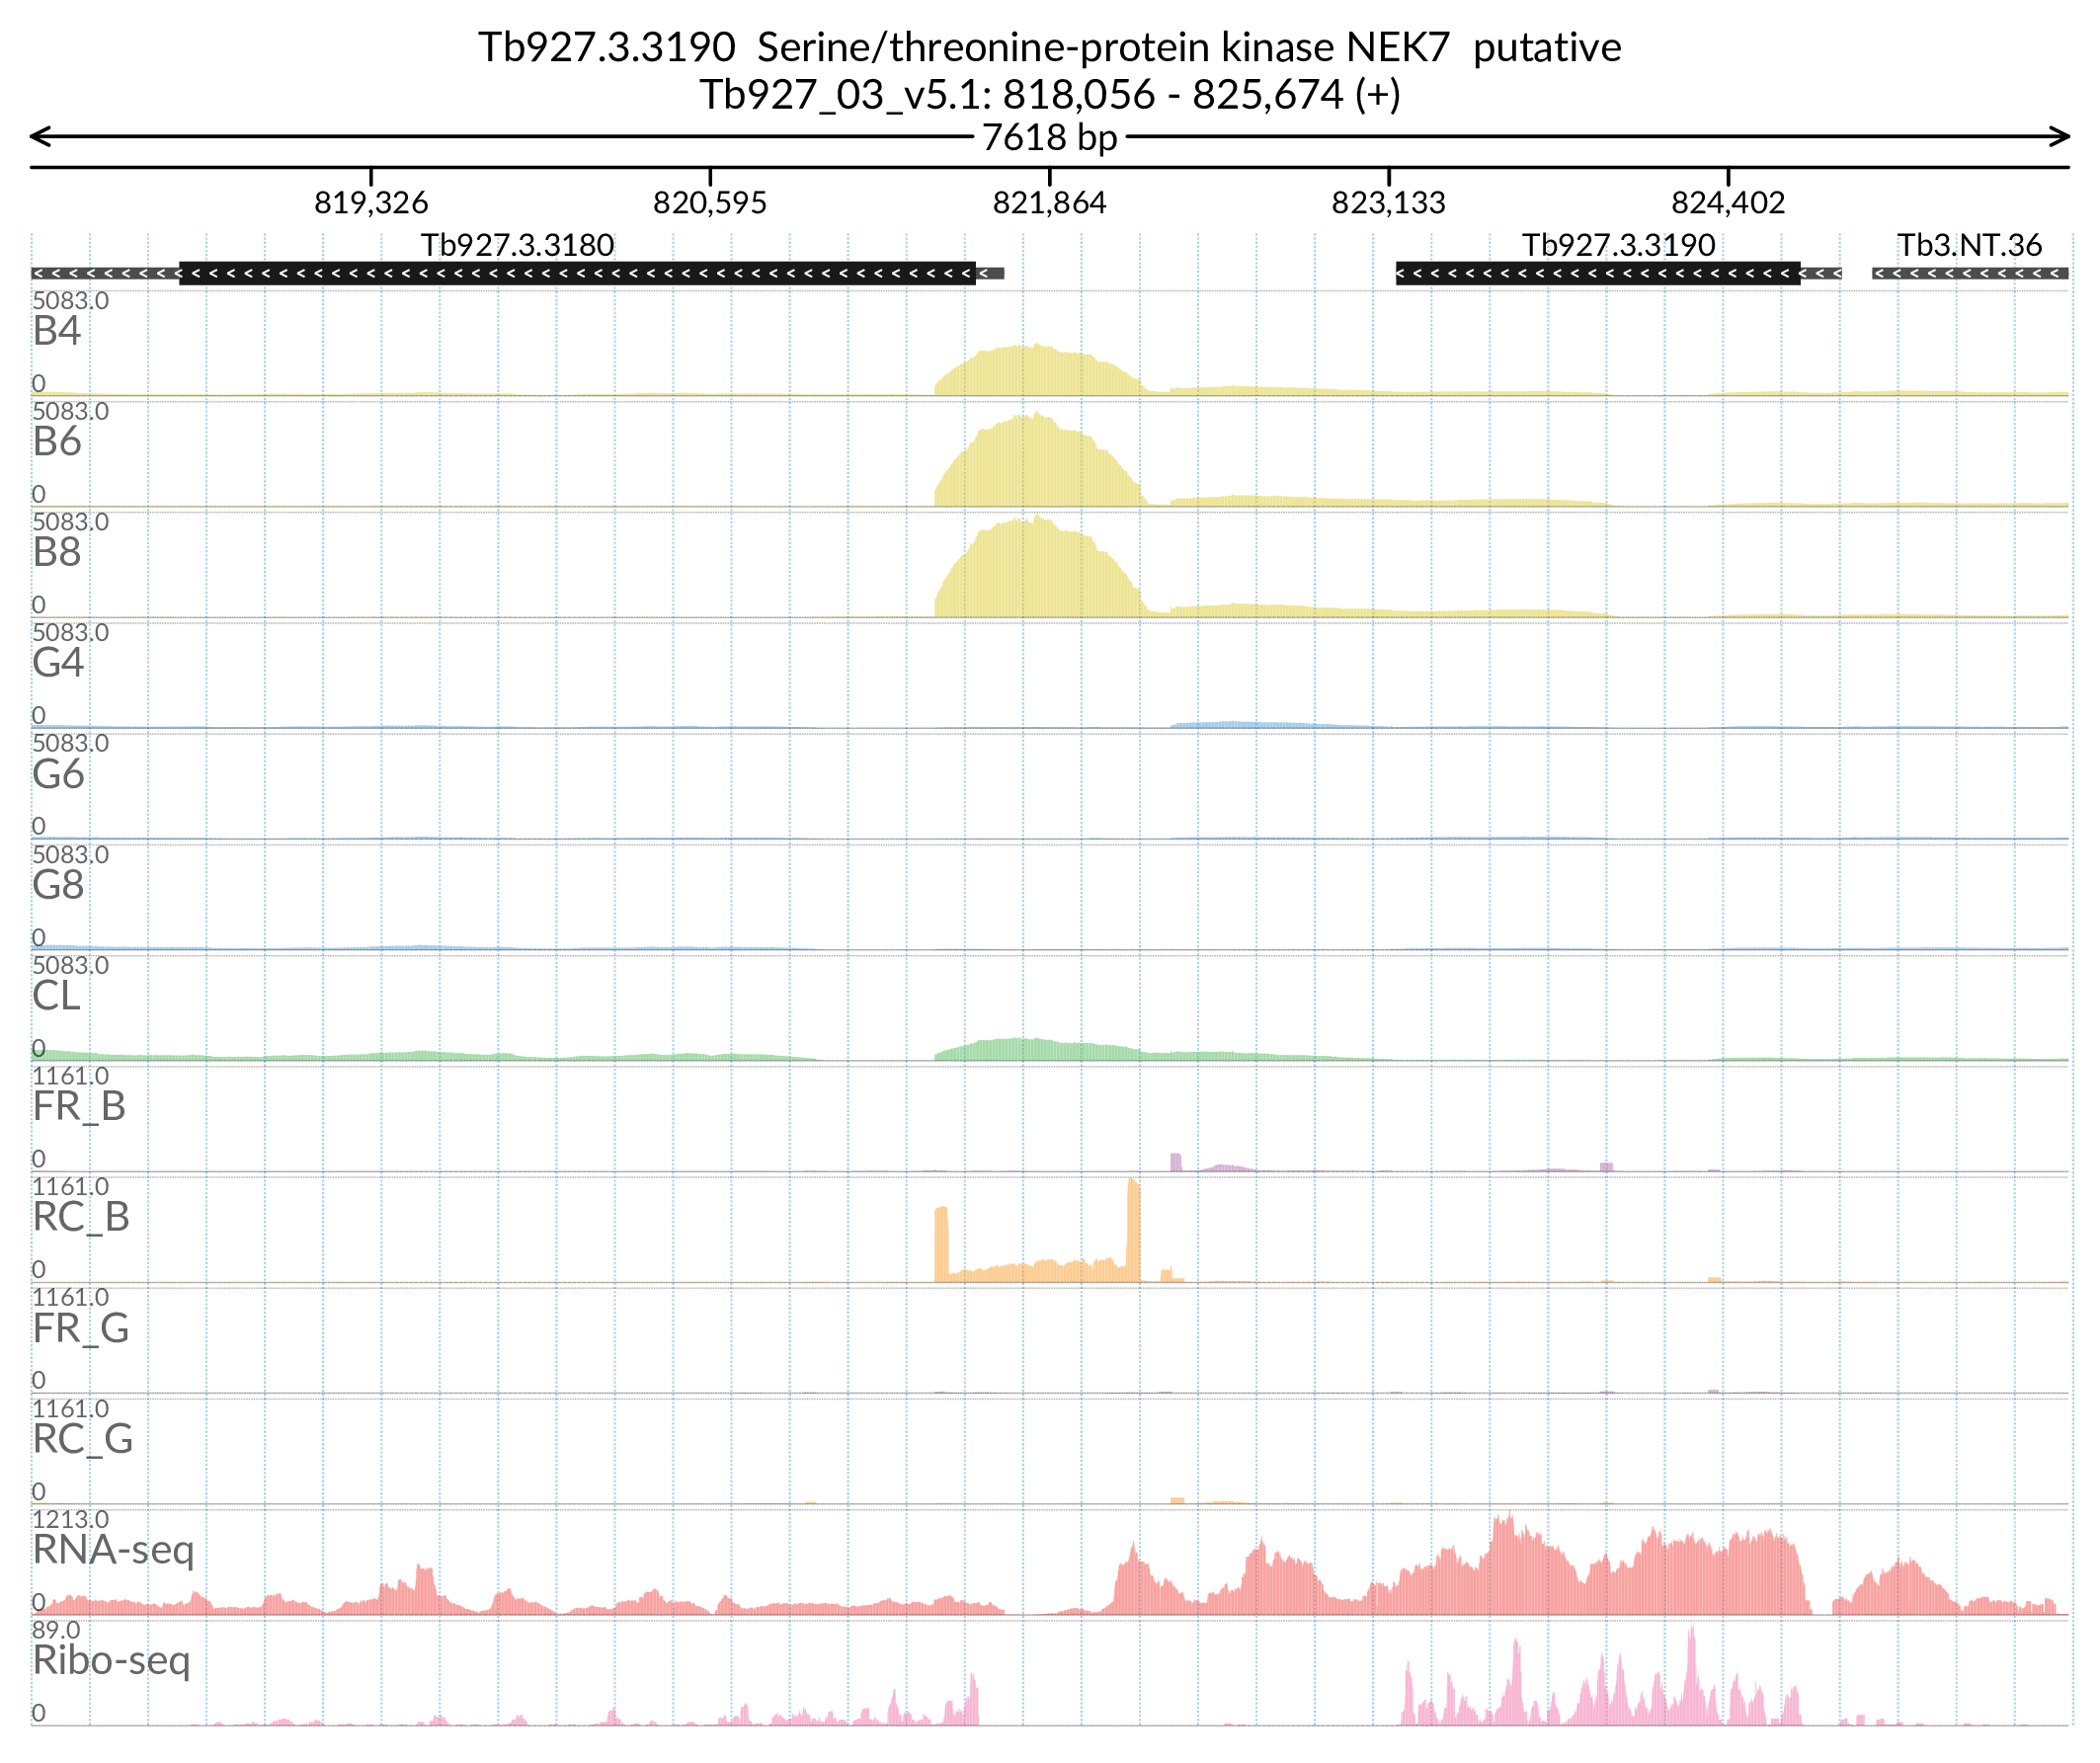 Tb927.3.3190  Serine/threonine-protein kinase NEK7  putative
Tb927_03_v5.1: 818,056 - 825,674 (+)
7618 bp
819,326 820,595 821,864 823,133 824,402
Tb927.3.3180 Tb927.3.3190 Tb3.NT.36
5083.0
B4
0
5083.0
B6
0
5083.0
B8
0
5083.0
G4
0
5083.0
G6
0
5083.0
G8
0
5083.0
CL
0
1161.0
FR_B
0
1161.0
RC_B
0
1161.0
FR_G
0
1161.0
RC_G
0
1213.0
RNA-seq
0
89.0
Ribo-seq
0